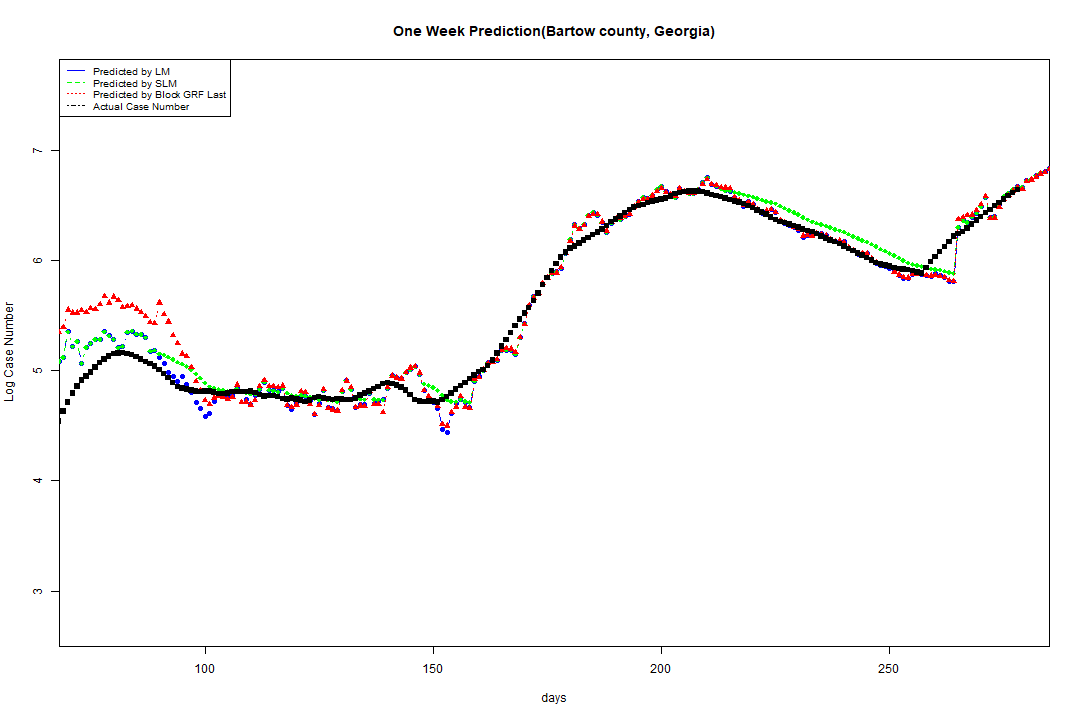 One Week Prediction(Bartow county, Georgia)
Predicted by LM
Predicted by SLM
Predicted by Block GRF Last
Actual Case Number
7
6
5
4
3
Log Case Number
100 150 200 250
days